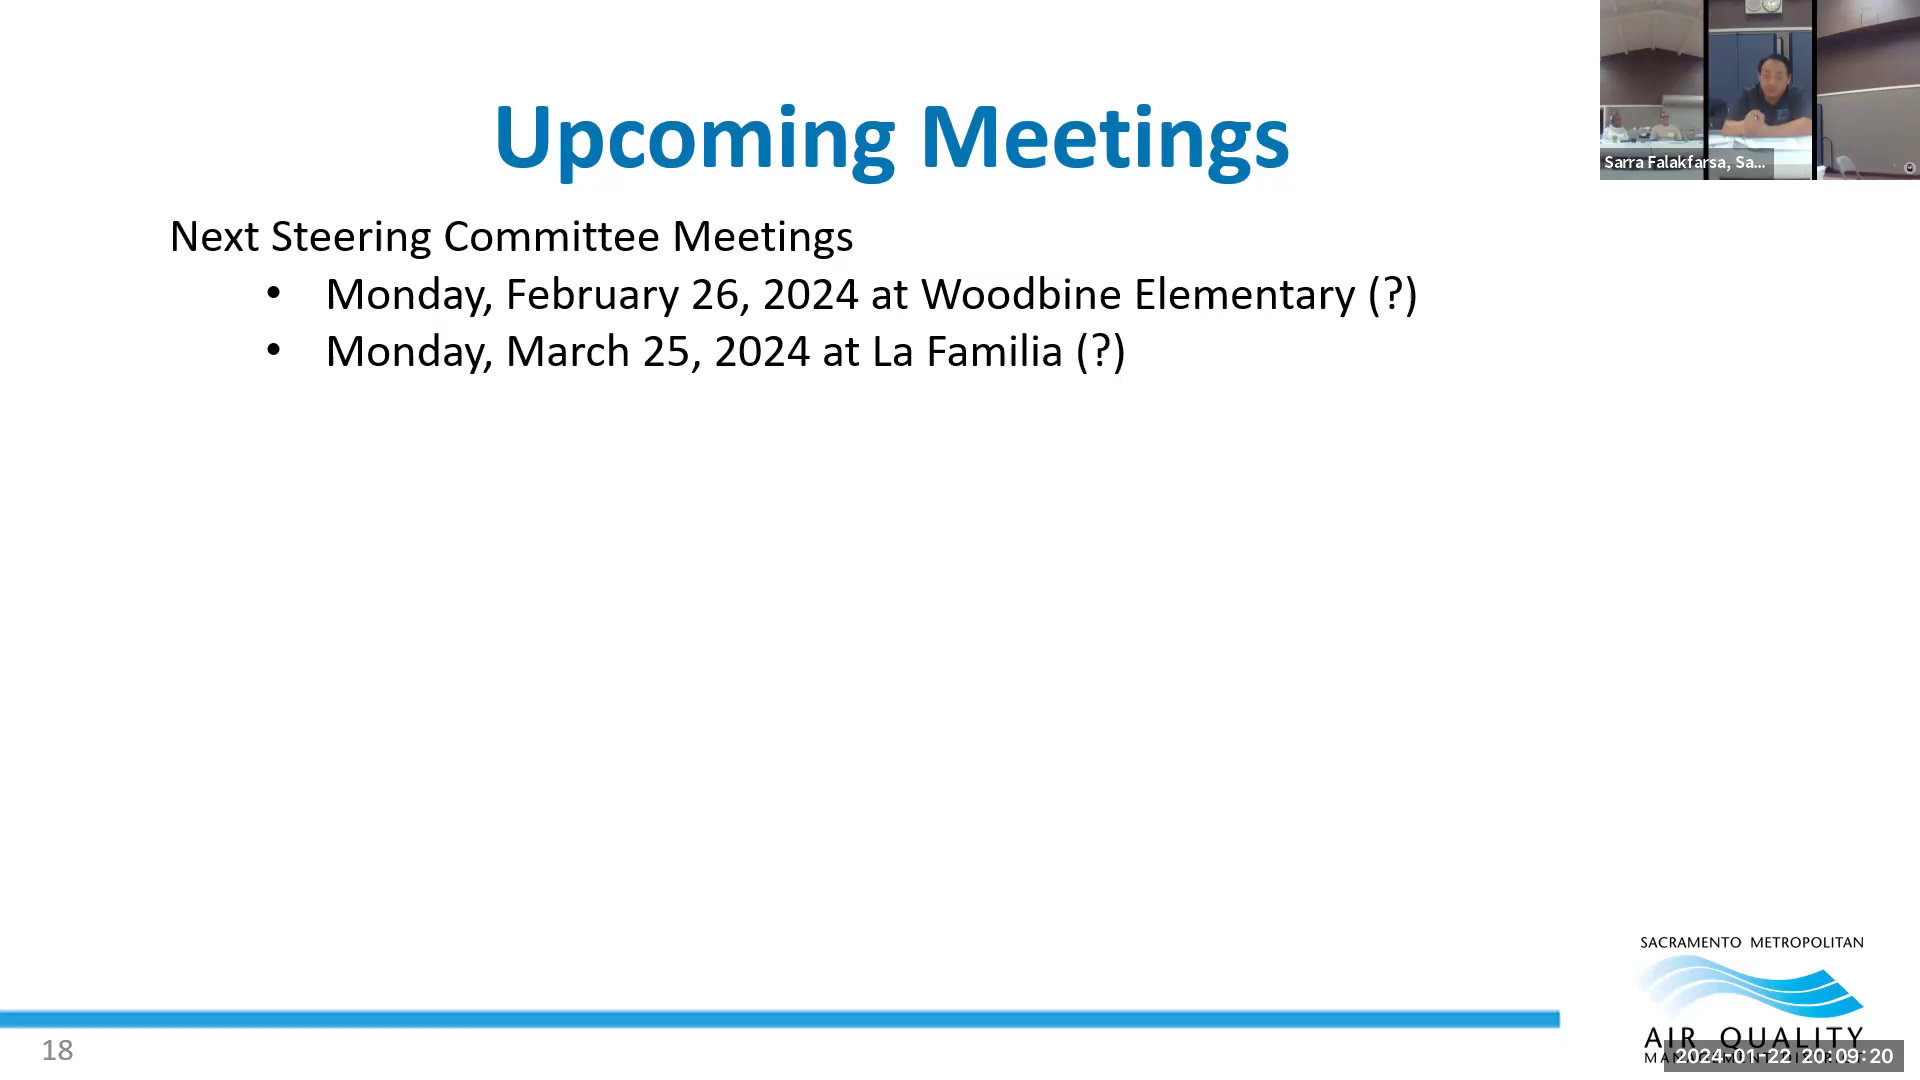 Upcoming Meetings
Next Steering Committee Meetings
• Monday, February 26, 2024 at Woodbine Elementary (?)
• Monday, March 25, 2024 at La Familia (?)
Sarra Falakfarsa, Sa...
SACRAMENTO METROPOLITAN
AIR QUALITY
2024-01-22 20:09:20
18